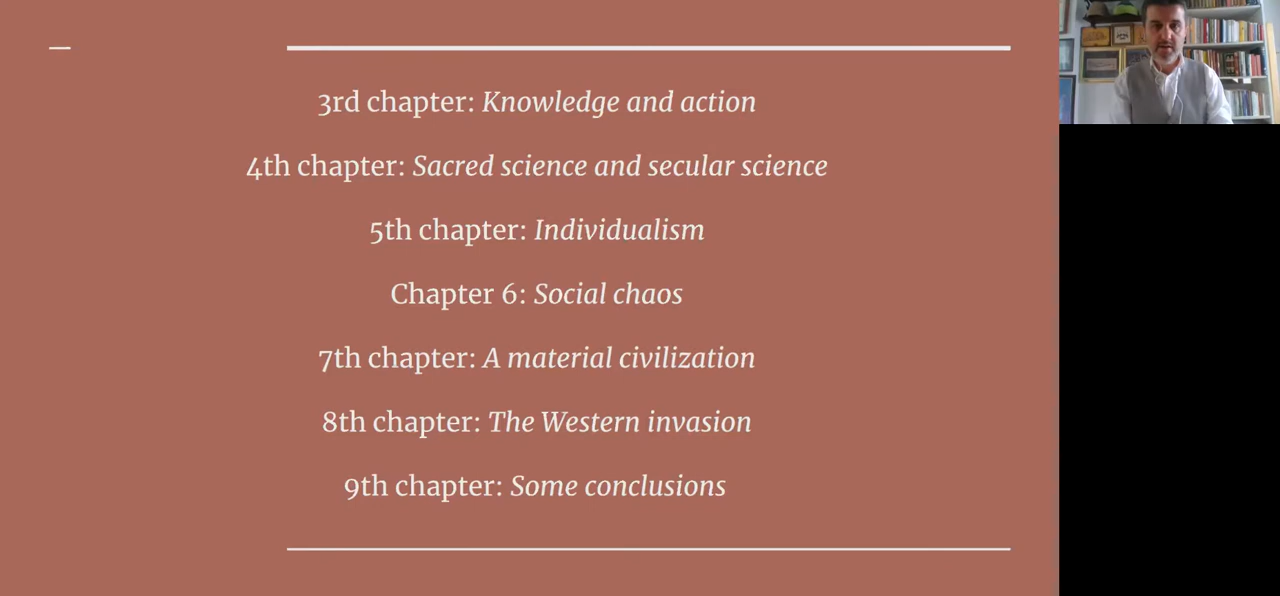 3rd chapter: Knowledge and action
4th chapter: Sacred science and secular science
5th chapter: Individualism
Chapter 6: Social chaos
7th chapter: A material civilization
8th chapter: The Western invasion
9th chapter: Some conclusions